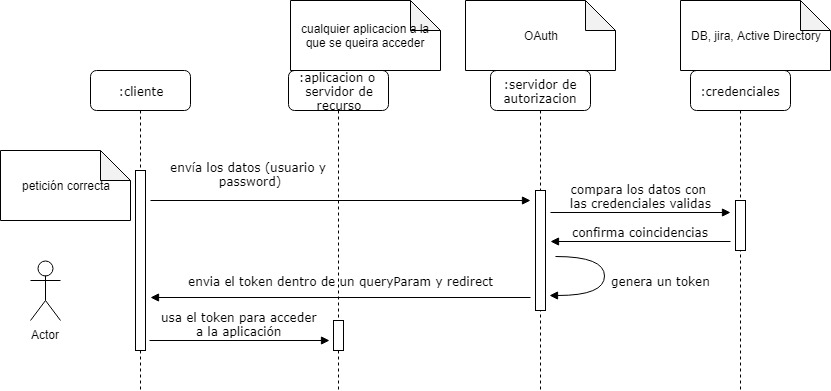 cualquier aplicacion a la
que se queira acceder
OAuth
DB, jira, Active Directory
:cliente
:aplicacion o
servidor de
recurso
:servidor de
autorizacion
:credenciales
petición correcta
envía los datos (usuario y
password)
compara los datos con
las credenciales validas
confirma coincidencias
genera un token
envia el token dentro de un queryParam y redirect
usa el token para acceder
a la aplicación
Actor